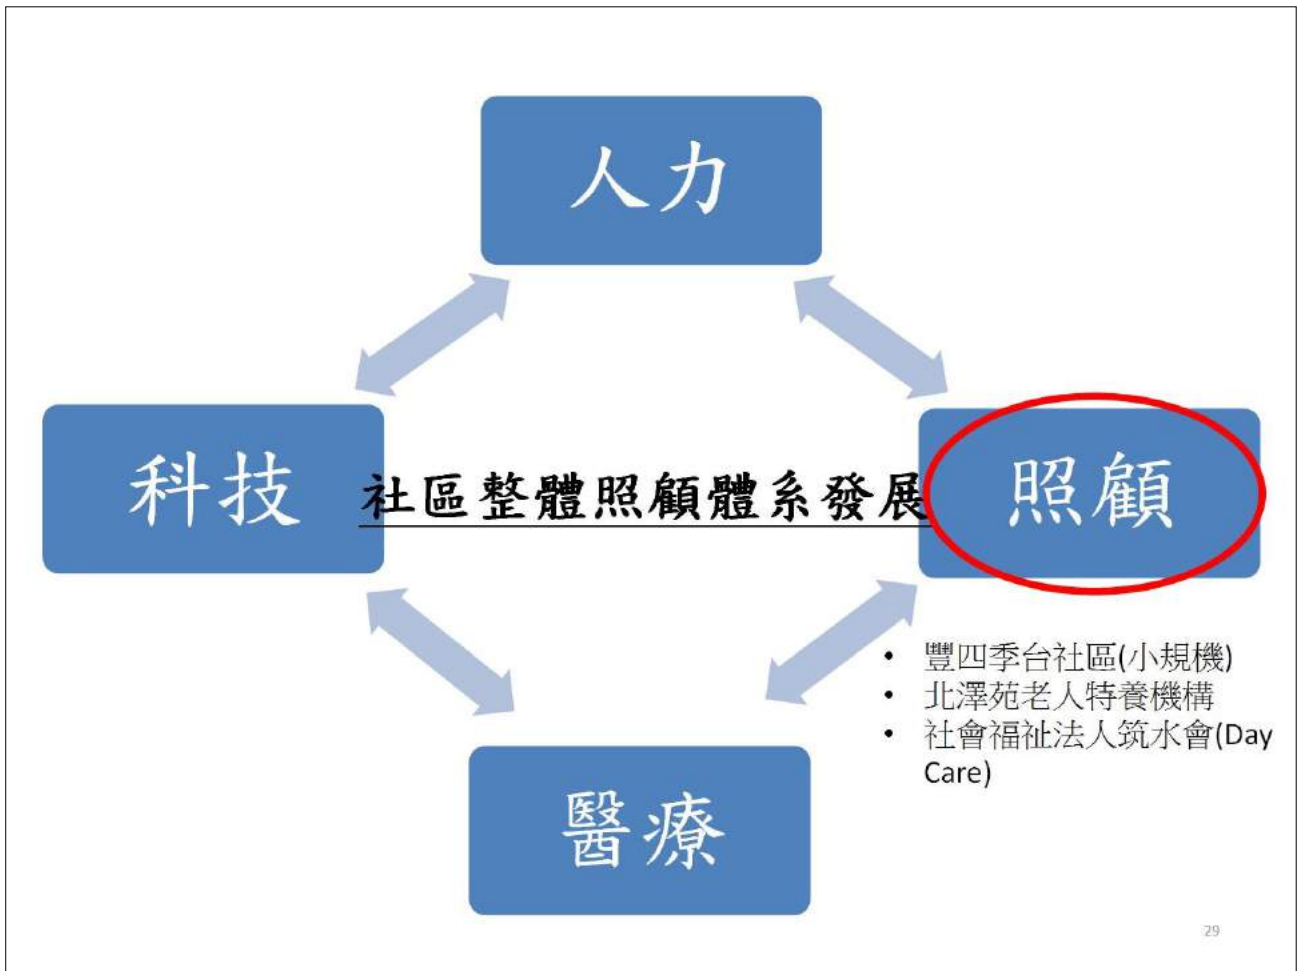 人力
科技
社區整體照顧體系發展
照顧
• 豐四季台社區(小規機)
• 北澤苑老人特養機構
• 社會福祉法人筑水會(Day
Care)
醫療
29